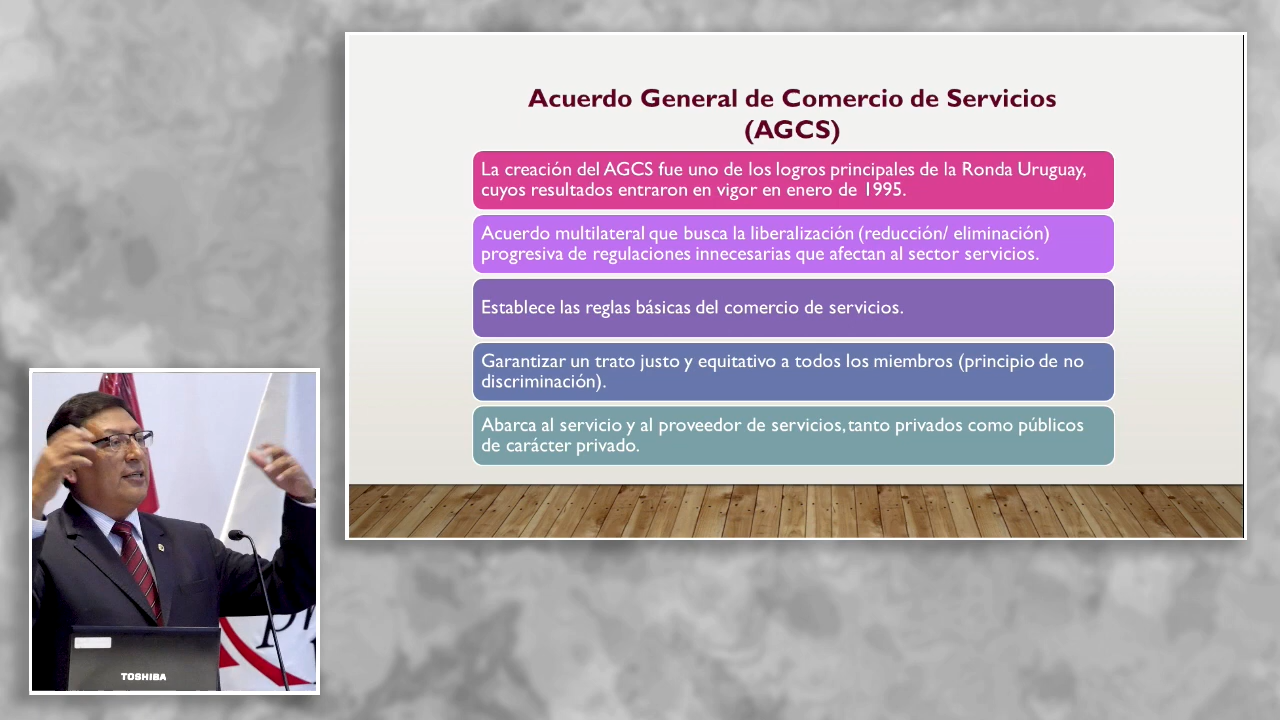 Acuerdo General de Comercio de Servicios
(AGCS)
La creación del AGCS fue uno de los logros principales de la Ronda Uruguay,
cuyos resultados entraron en vigor en enero de 1995.
Acuerdo multilateral que busca la liberalización (reducción/ eliminación)
progresiva de regulaciones innecesarias que afectan al sector servicios.
Establece las reglas básicas del comercio de servicios.
Garantizar un trato justo y equitativo a todos los miembros (principio de no
discriminación).
Abarca al servicio y al proveedor de servicios, tanto privados como públicos
de carácter privado.
TOSHIBA